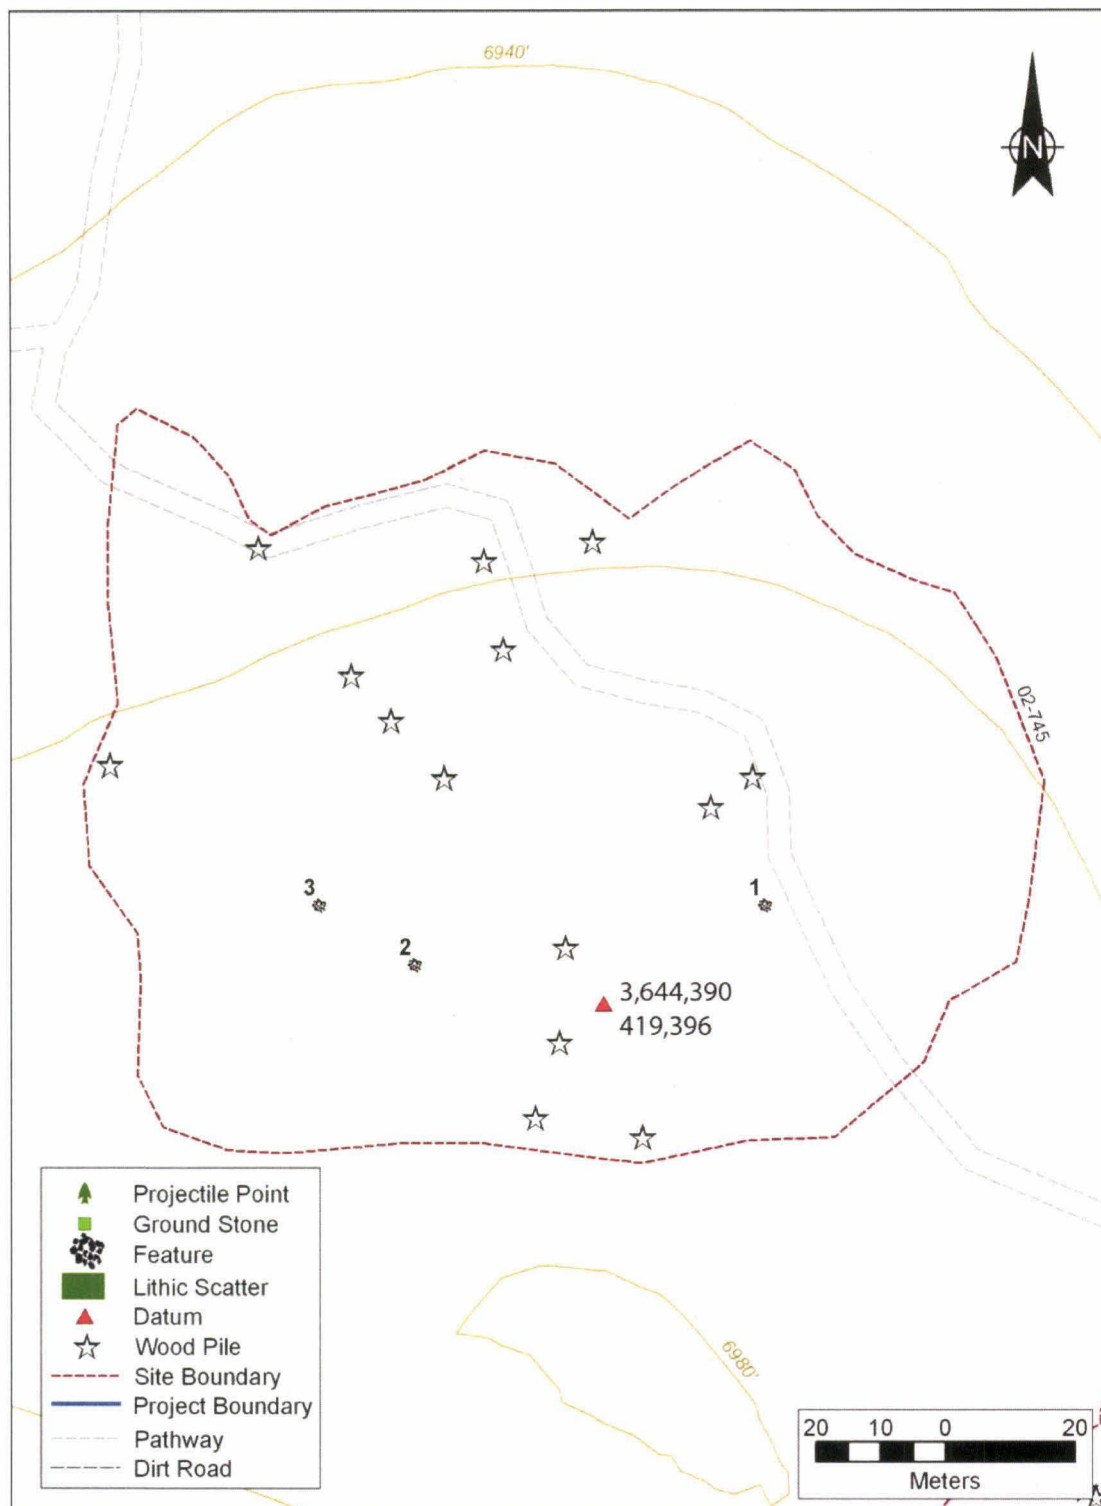 6940'
N
02-745
3
1
2
3,644,390
419,396
Projectile Point
Ground Stone
Feature
Lithic Scatter
Datum
Wood Pile
Site Boundary
Project Boundary
Pathway
Dirt Road
6980'
20 10 0 20
Meters